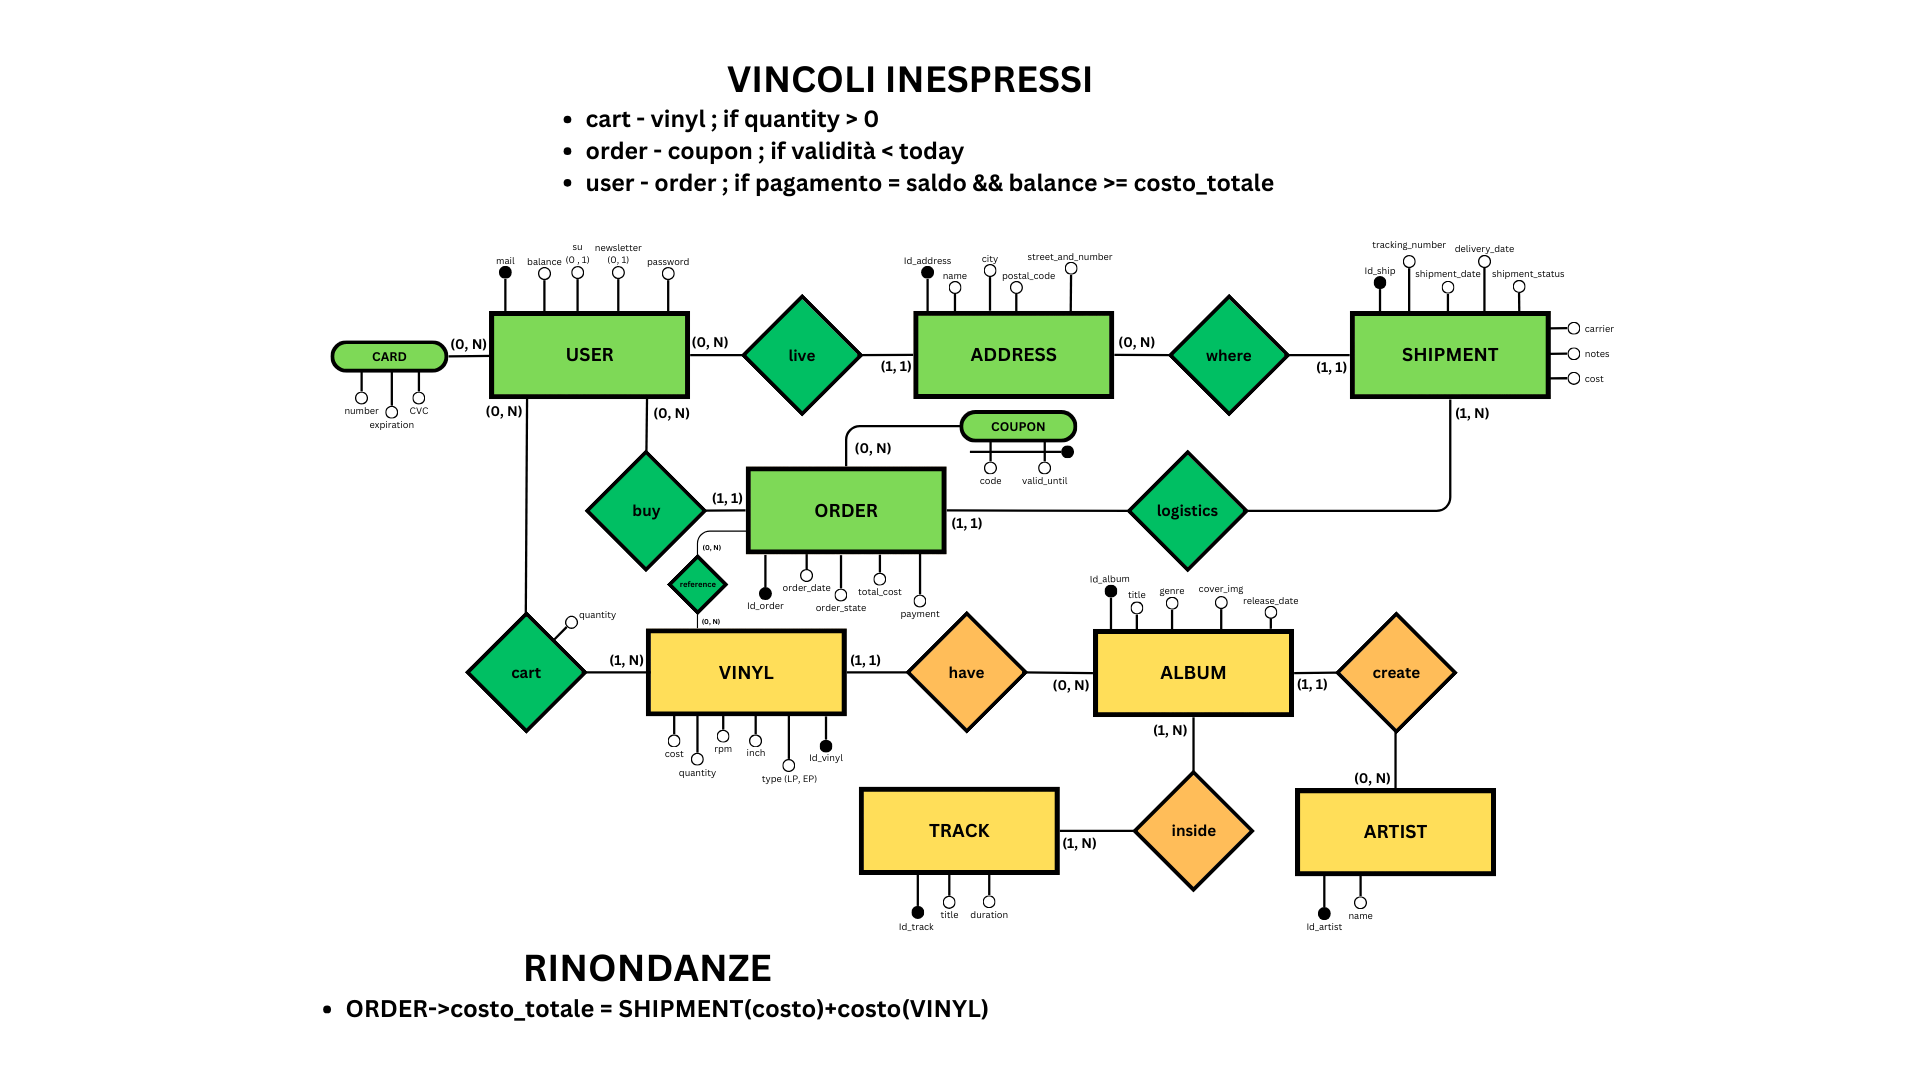 VINCOLI INESPRESSI
• cart - vinyl ; if quantity > 0
• order - coupon ; if validità < today
• user - order ; if pagamento = saldo && balance >= costo_totale
mail
balance
su
(0 , 1)
newsletter
(0, 1)
password
Id_address
name
city
postal_code
street_and_number
Id_ship
tracking_number
shipment_date
delivery_date
shipment_status
CARD
(0, N)
USER
(0, N)
live
(1, 1)
ADDRESS
(0, N)
where
(1, 1)
SHIPMENT
carrier
notes
cost
number
expiration
CVC
(0, N)
(0, N)
COUPON
(0, N)
code
valid_until
(1, N)
buy
(1, 1)
ORDER
(1, 1)
logistics
(0, N)
reference
(0, N)
Id_order
order_date
order_state
total_cost
payment
Id_album
title
genre
cover_img
release_date
quantity
cart
(1, N)
VINYL
(1, 1)
have
(0, N)
ALBUM
(1, 1)
create
cost
quantity
rpm
inch
type (LP, EP)
Id_vinyl
(1, N)
(0, N)
TRACK
(1, N)
inside
ARTIST
Id_track
title
duration
Id_artist
name
RINONDANZE
• ORDER->costo_totale = SHIPMENT(costo)+costo(VINYL)